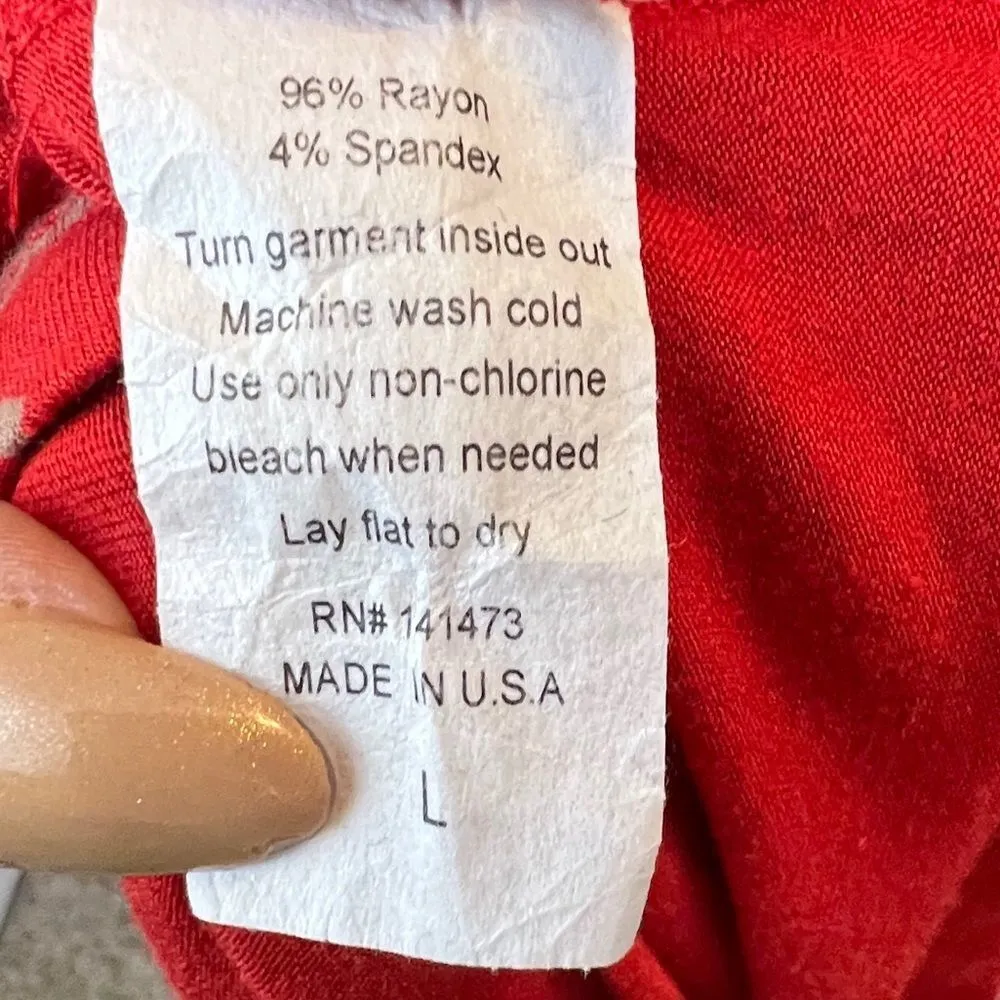 96% Rayon
4% Spandex
Turn garment inside out
Machine wash cold
Use only non-chlorine
bleach when needed
Lay flat to dry
RN# 141473
MADE IN U.S.A
L